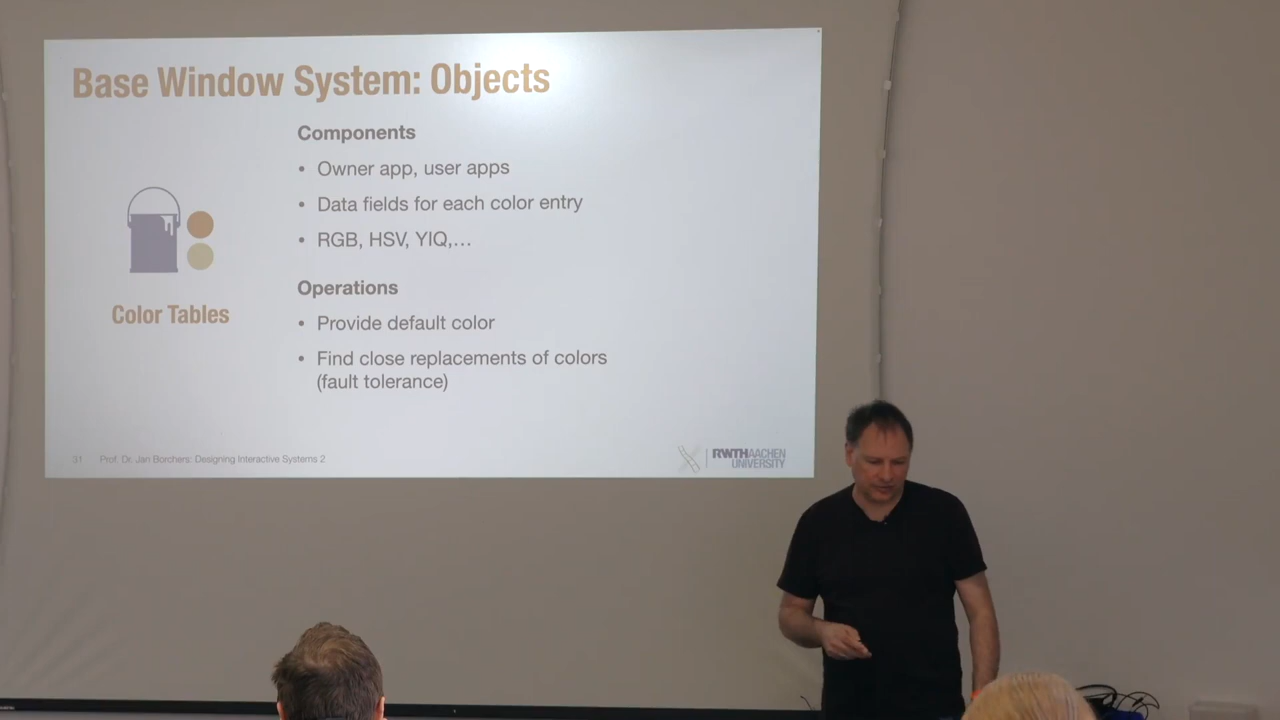 Base Window System: Objects
Components
• Owner app, user apps
• Data fields for each color entry
• RGB, HSV, YIQ,…
Operations
• Provide default color
• Find close replacements of colors
(fault tolerance)
Color Tables
31 Prof. Dr. Jan Borchers: Designing Interactive Systems 2
RWTHAACHEN
UNIVERSITY